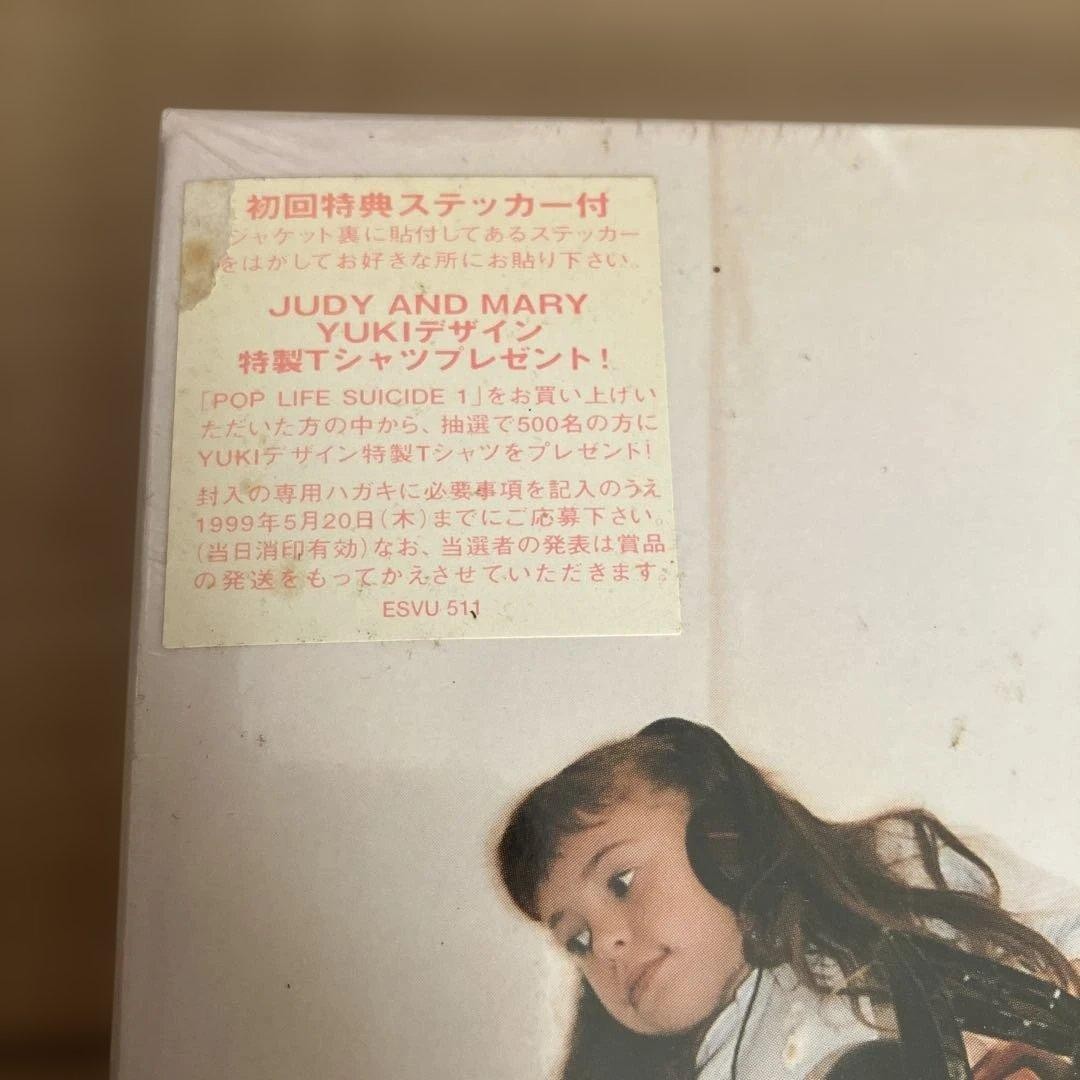 初回特典ステッカー付
ジャケット裏に貼付してあるステッカー
をはがしてお好きな所にお貼り下さい。
JUDY AND MARY
YUKIデザイン
特製Tシャツプレゼント!
「POP LIFE SUICIDE 1」をお買い上げい
ただいた方の中から、抽選で500名の方に
YUKIデザイン特製Tシャツをプレゼント!
封入の専用ハガキに必要事項を記入のうえ
1999年5月20日(木)までにご応募下さい。
(当日消印有効)なお、当選者の発表は賞品
の発送をもってかえさせていただきます。
ESVU 511